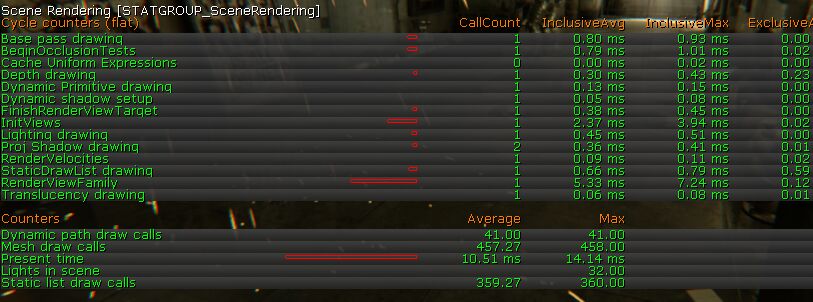 Scene Rendering [STATGROUP_SceneRendering]
Cycle counters (flat) CallCount InclusiveAvg InclusiveMax ExclusiveA
Base pass drawing 1 0.80 ms 0.93 ms 0.00
BeginOcclusionTests 1 0.79 ms 1.01 ms 0.02
Cache Uniform Expressions 0 0.00 ms 0.02 ms 0.00
Depth drawing 1 0.30 ms 0.43 ms 0.23
Dynamic Primitive drawing 1 0.13 ms 0.15 ms 0.00
Dynamic shadow setup 1 0.05 ms 0.08 ms 0.00
FinishRenderViewTarget 1 0.38 ms 0.45 ms 0.00
InitViews 1 2.37 ms 3.94 ms 0.02
Lighting drawing 1 0.45 ms 0.51 ms 0.00
Proj Shadow drawing 2 0.36 ms 0.41 ms 0.01
RenderVelocities 1 0.09 ms 0.11 ms 0.02
StaticDrawList drawing 1 0.66 ms 0.79 ms 0.59
RenderViewFamily 1 5.33 ms 7.24 ms 0.12
Translucency drawing 1 0.06 ms 0.08 ms 0.01
Counters Average Max
Dynamic path draw calls 41.00 41.00
Mesh draw calls 457.27 458.00
Present time 10.51 ms 14.14 ms
Lights in scene 32.00
Static list draw calls 359.27 360.00